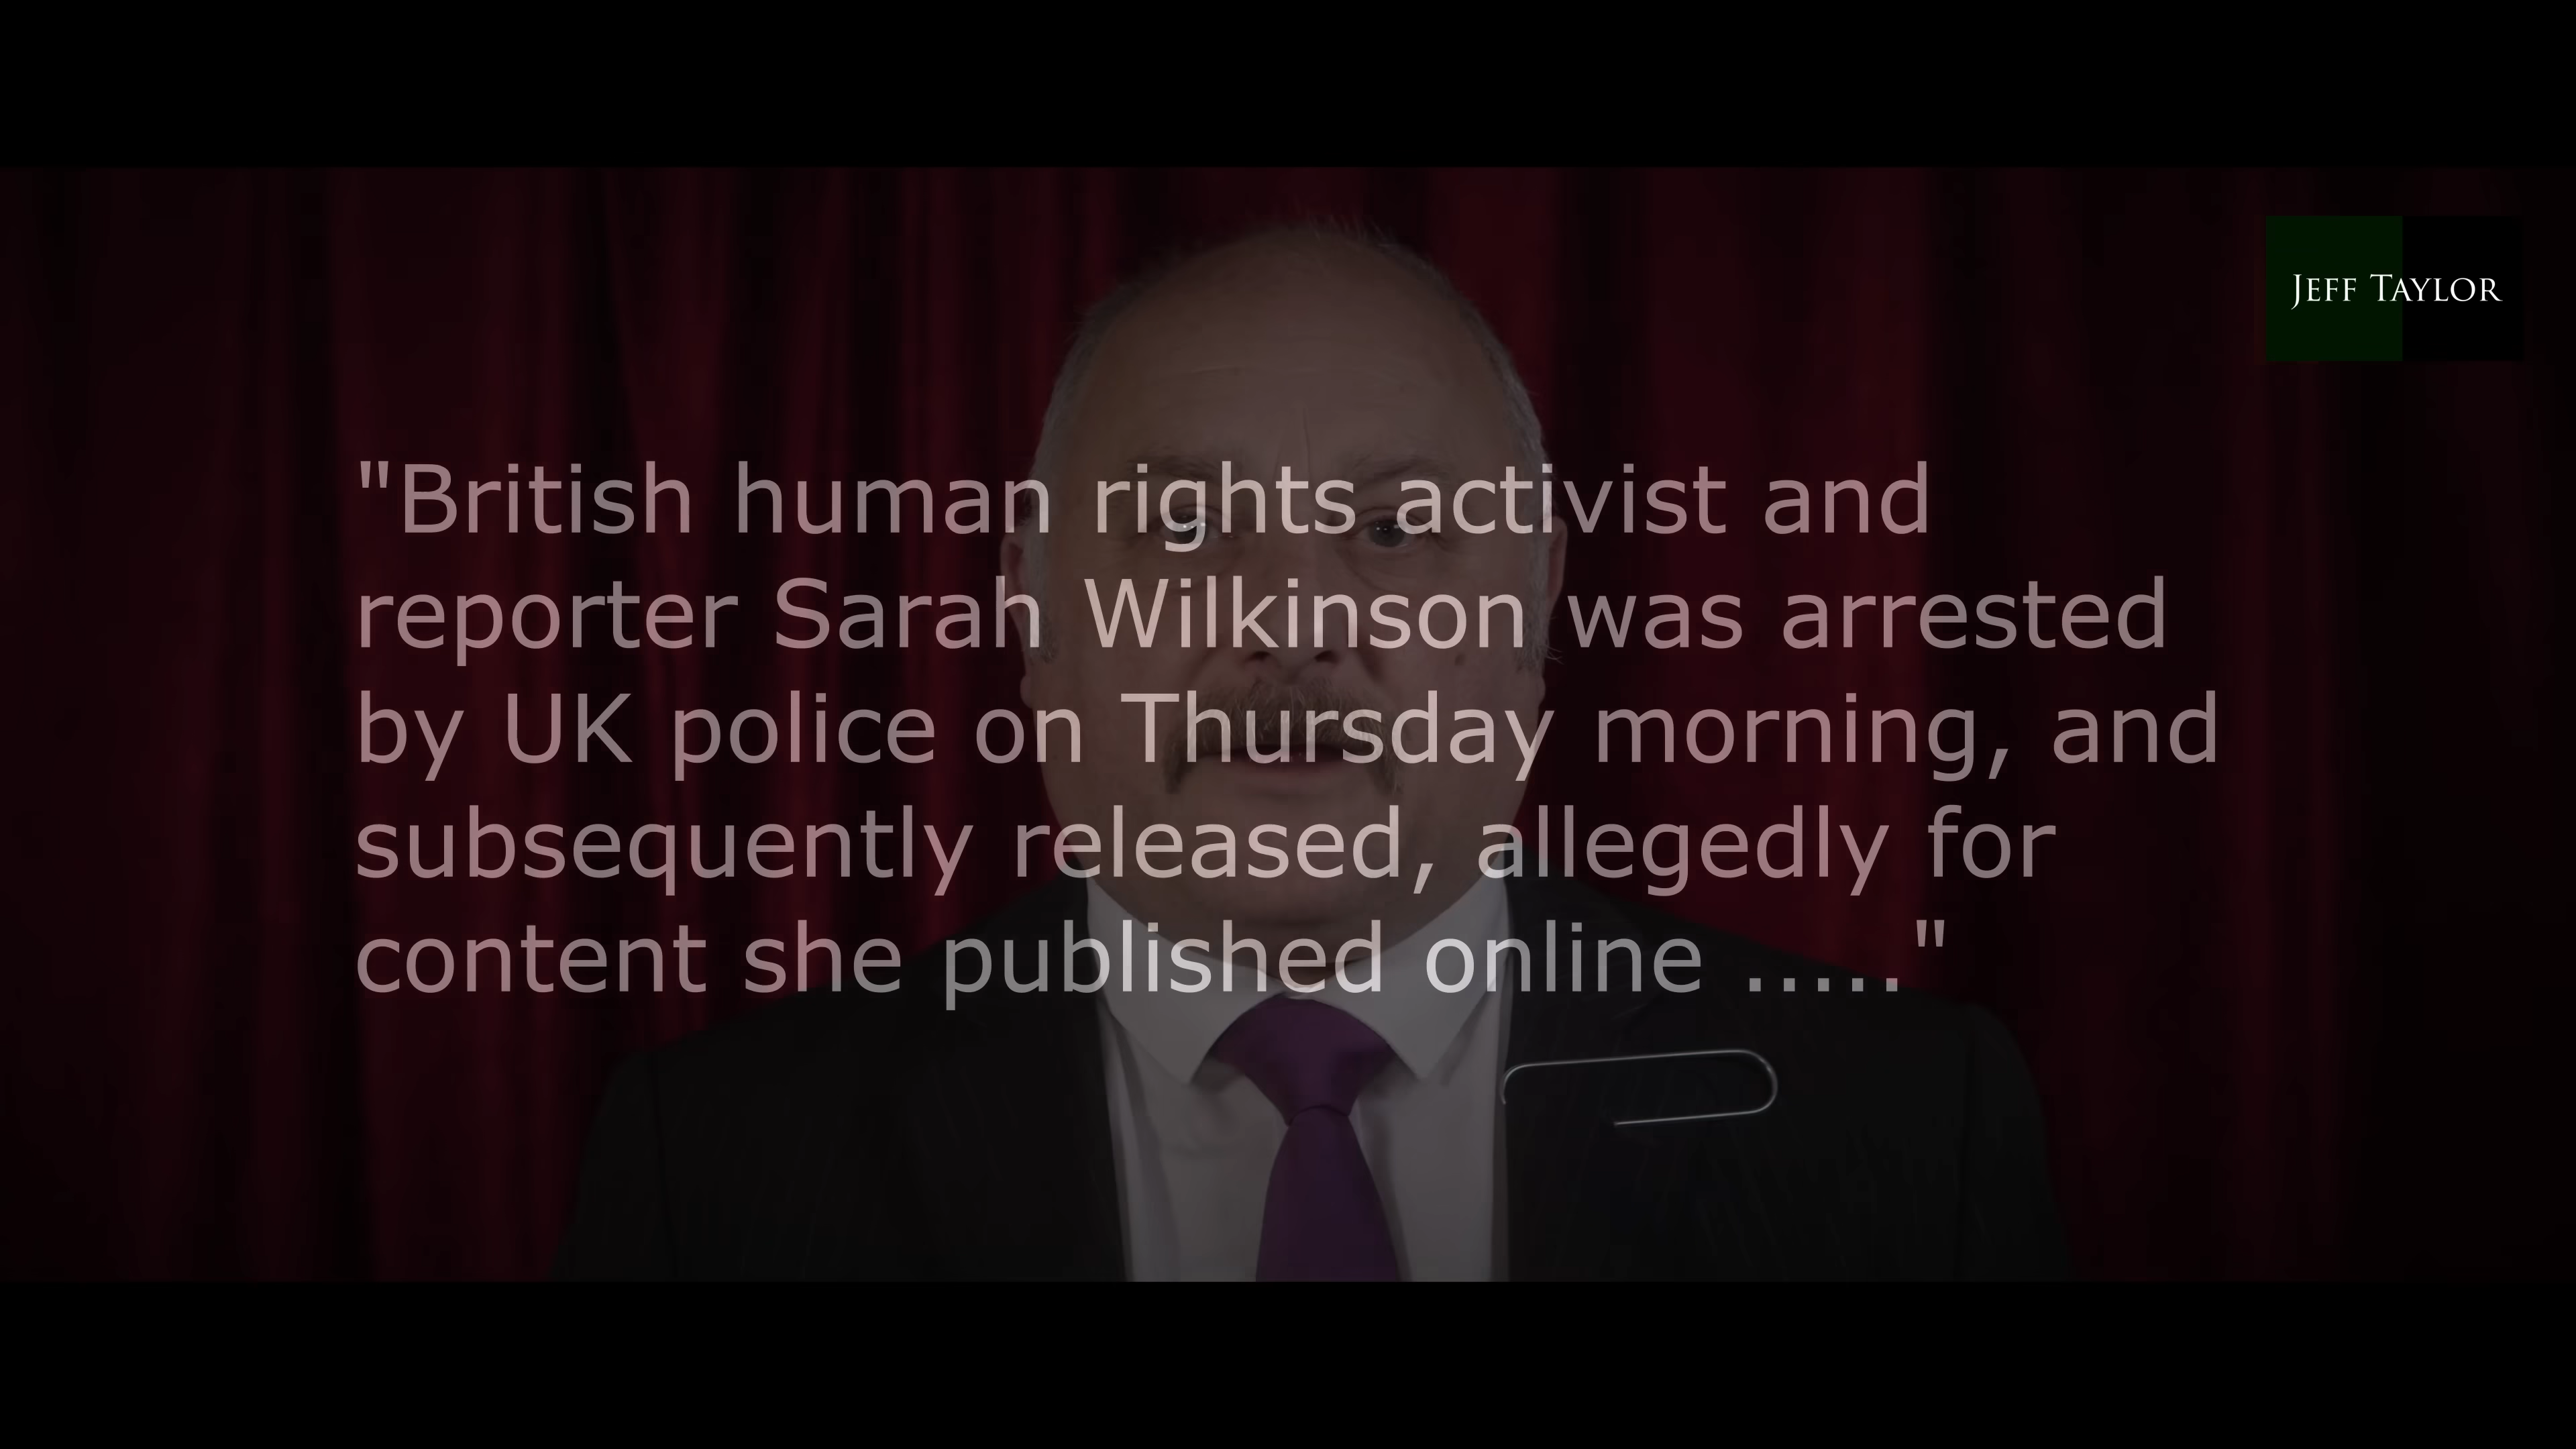 JEFF TAYLOR
"British human rights activist and
reporter Sarah Wilkinson was arrested
by UK police on Thursday morning, and
subsequently released, allegedly for
content she published online ....."